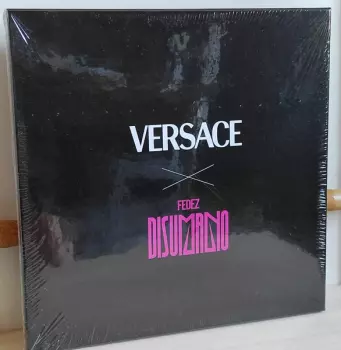 VERSACE
X
FEDEZ
DISUMANO